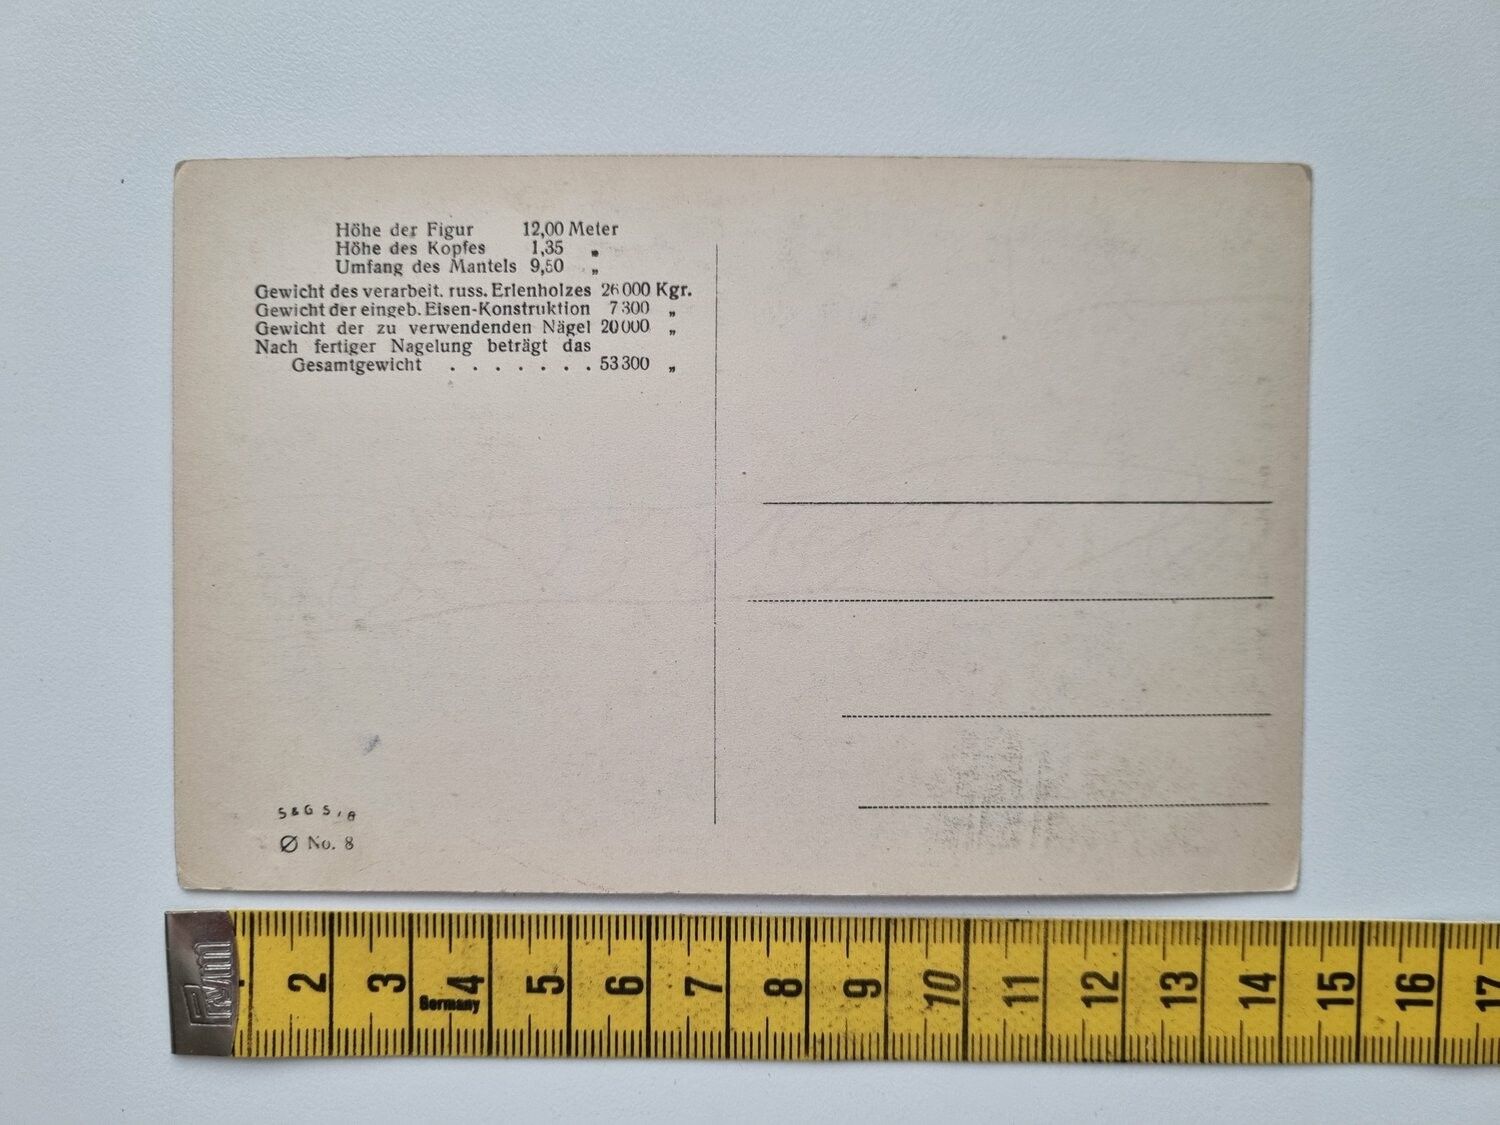 Höhe der Figur 12,00 Meter
Höhe des Kopfes 1,35 „
Umfang des Mantels 9,50 „
Gewicht des verarbeit. russ. Erlenholzes 26000 Kgr.
Gewicht der eingeb. Eisen-Konstruktion 7300 „
Gewicht der zu verwendenden Nägel 20000 „
Nach fertiger Nagelung beträgt das
Gesamtgewicht . . . . . . . 53300 „
S & G S
Ø No. 8
Prym
2 3 4 5 6 7 8 9 10 11 12 13 14 15 16 17
Germany